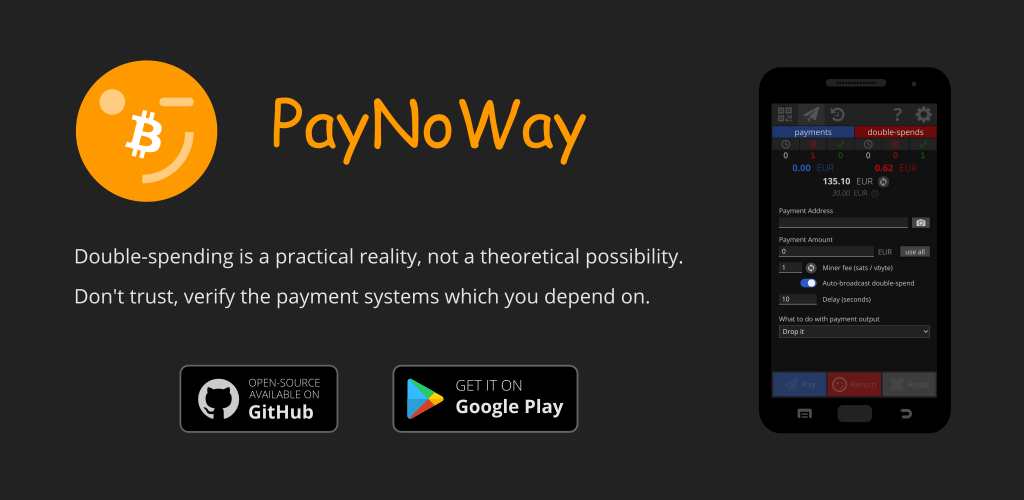 PayNoWay
Double-spending is a practical reality, not a theoretical possibility.
Don't trust, verify the payment systems which you depend on.
OPEN-SOURCE
AVAILABLE ON
GitHub
GET IT ON
Google Play
?
payments double-spends
0 1 0 0 0 1
0.00 EUR 0.62 EUR
135.10 EUR
30.00 EUR
Payment Address
Payment Amount
0 EUR use all
1 Miner fee (sats / vbyte)
Auto-broadcast double-spend
10 Delay (seconds)
What to do with payment output
Drop it
Pay Return Reset